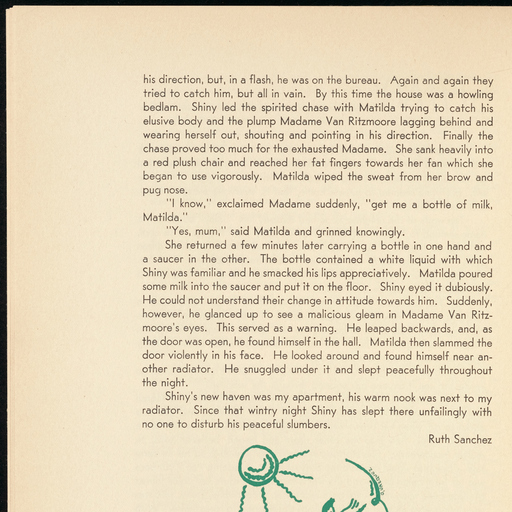 his direction, but, in a flash, he was on the bureau. Again and again they
tried to catch him, but all in vain. By this time the house was a howling
bedlam. Shiny led the spirited chase with Matilda trying to catch his
elusive body and the plump Madame Van Ritzmoore lagging behind and
wearing herself out, shouting and pointing in his direction. Finally the
chase proved too much for the exhausted Madame. She sank heavily into
a red plush chair and reached her fat fingers towards her fan which she
began to use vigorously. Matilda wiped the sweat from her brow and
pug nose.
"I know," exclaimed Madame suddenly, "get me a bottle of milk,
Matilda."
"Yes, mum," said Matilda and grinned knowingly.
She returned a few minutes later carrying a bottle in one hand and
a saucer in the other. The bottle contained a white liquid with which
Shiny was familiar and he smacked his lips appreciatively. Matilda poured
some milk into the saucer and put it on the floor. Shiny eyed it dubiously.
He could not understand their change in attitude towards him. Suddenly,
however, he glanced up to see a malicious gleam in Madame Van Ritz-
moore's eyes. This served as a warning. He leaped backwards, and, as
the door was open, he found himself in the hall. Matilda then slammed the
door violently in his face. He looked around and found himself near an-
other radiator. He snuggled under it and slept peacefully throughout
the night.
Shiny's new haven was my apartment, his warm nook was next to my
radiator. Since that wintry night Shiny has slept there unfailingly with
no one to disturb his peaceful slumbers.
Ruth Sanchez